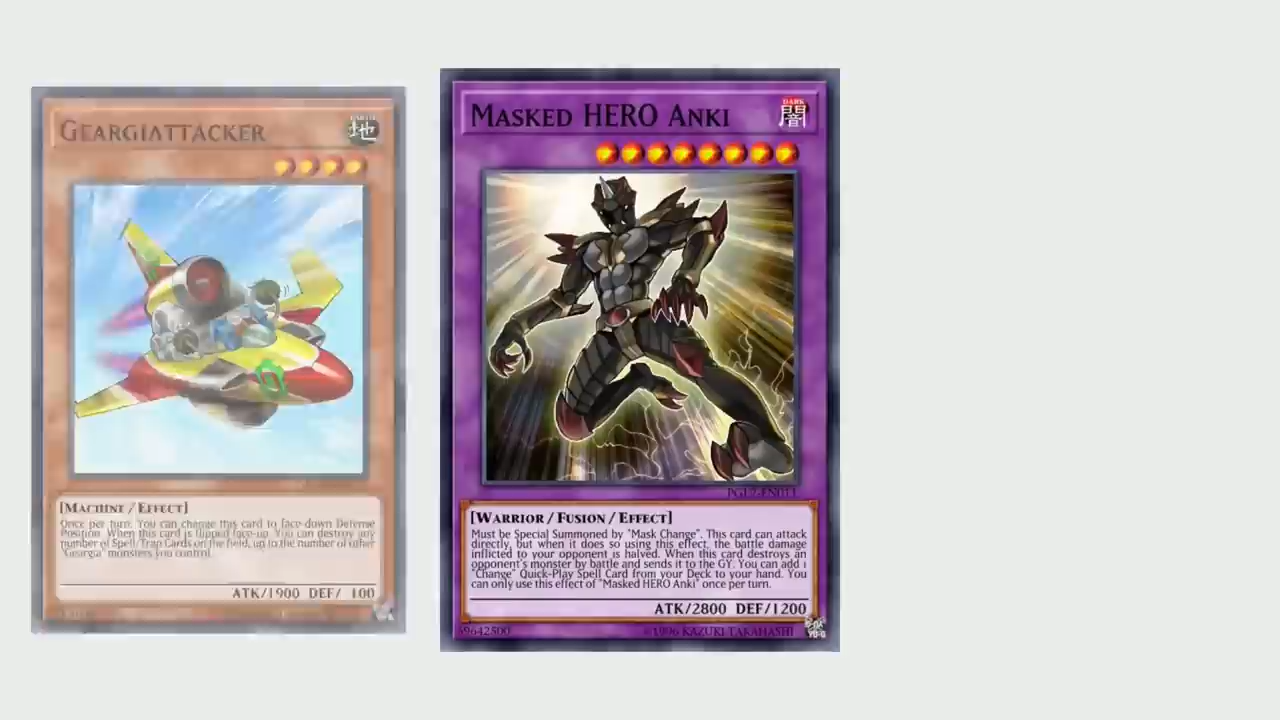 GEARGIATTACKER
EARTH
地
[MACHINE / EFFECT]
Once per turn: You can change this card to face-down Defense
Position. When this card is flipped face-up: You can destroy any
number of Spell/Trap Cards on the field, up to the number of other
"Geargia" monsters you control.
ATK/1900 DEF/ 100
MASKED HERO ANKI
DARK
闇
PGL2-EN014
[WARRIOR / FUSION / EFFECT]
Must be Special Summoned by "Mask Change". This card can attack
directly, but when it does so using this effect, the battle damage
inflicted to your opponent is halved. When this card destroys an
opponent's monster by battle and sends it to the GY: You can add 1
"Change" Quick-Play Spell Card from your Deck to your hand. You
can only use this effect of "Masked HERO Anki" once per turn.
ATK/2800 DEF/1200
59642500
©1996 KAZUKI TAKAHASHI